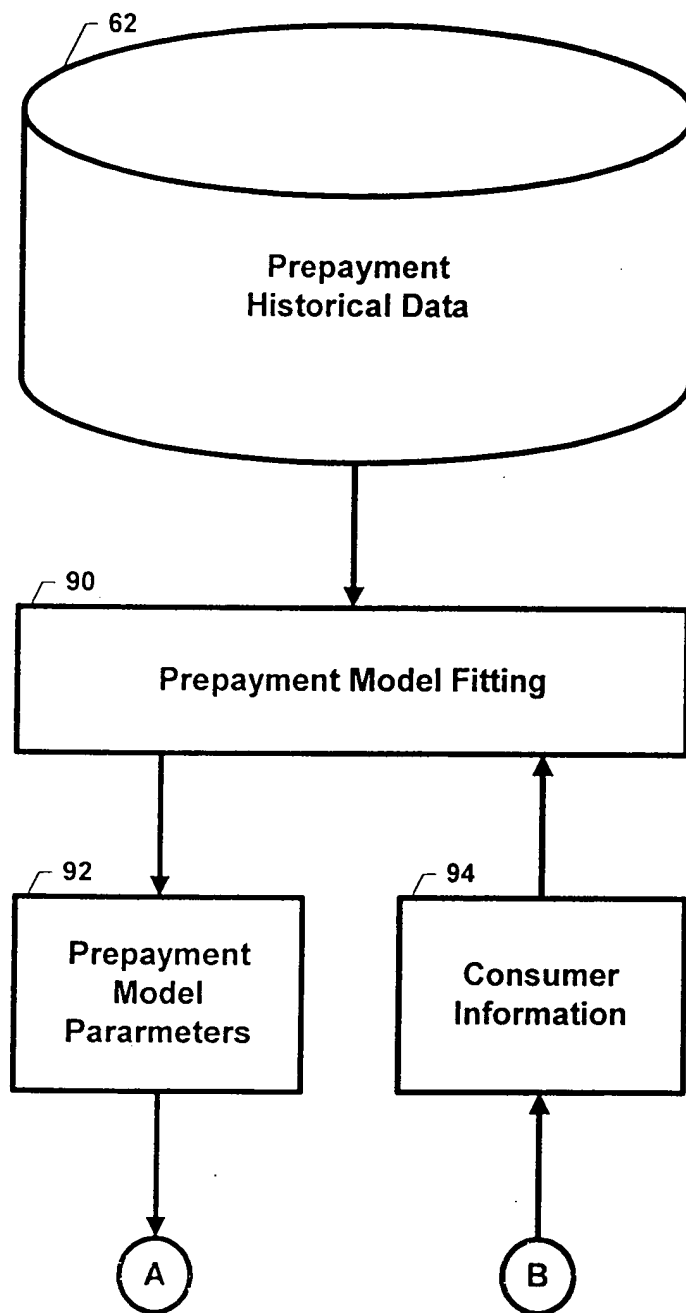 62
Prepayment
Historical Data
90
Prepayment Model Fitting
92
Prepayment
Model
Pararmeters
94
Consumer
Information
A
B